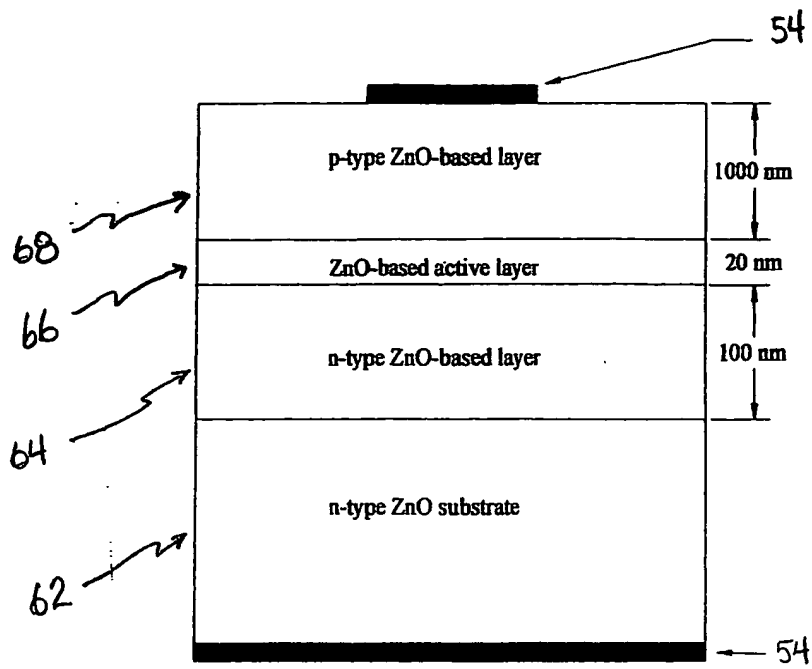 54
p-type ZnO-based layer
1000 nm
68
ZnO-based active layer
20 nm
66
n-type ZnO-based layer
100 nm
64
n-type ZnO substrate
62
54